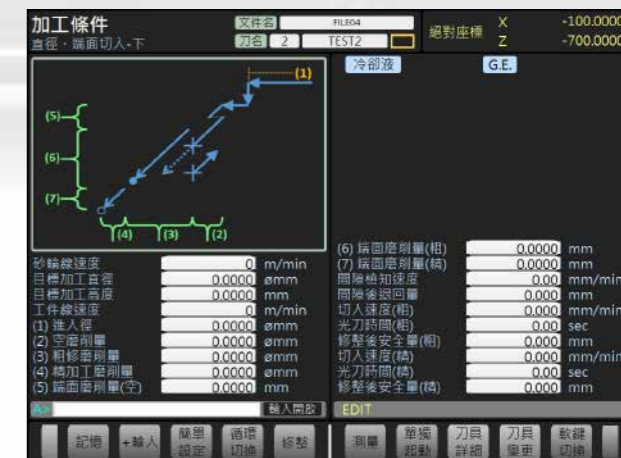 加工條件
直徑·端面切入-下
文件名 FILE04
刀名 2 TEST2
絕對座標 X -100.0000
Z -700.0000
冷卻液 G.E.
(1)
(5)
(6)
(7)
(4) (3) (2)
砂輪線速度 0 m/min
目標加工直徑 0.0000 ømm
目標加工高度 0.0000 mm
工件線速度 0 m/min
(1) 進入徑 0.0000 ømm
(2) 空磨削量 0.0000 ømm
(3) 粗修磨削量 0.0000 ømm
(4) 精加工磨削量 0.0000 ømm
(5) 端面磨削量(空) 0.0000 mm
(6) 端面磨削量(粗) 0.0000 mm
(7) 端面磨削量(精) 0.0000 mm
間隙檢知速度 0.00 mm/min
間隙後退回量 0.000 mm
切入速度(粗) 0.000 mm/min
光刀時間(粗) 0.00 sec
修整後安全量(粗) 0.000 mm
切入速度(精) 0.000 mm/min
光刀時間(精) 0.00 sec
修整後安全量(精) 0.000 mm
A> 輸入開啟 EDIT
記憶 +輸入 簡單設定 循環切換 修整 測量 單獨起動 刀具詳細 刀具變更 軟鍵切換